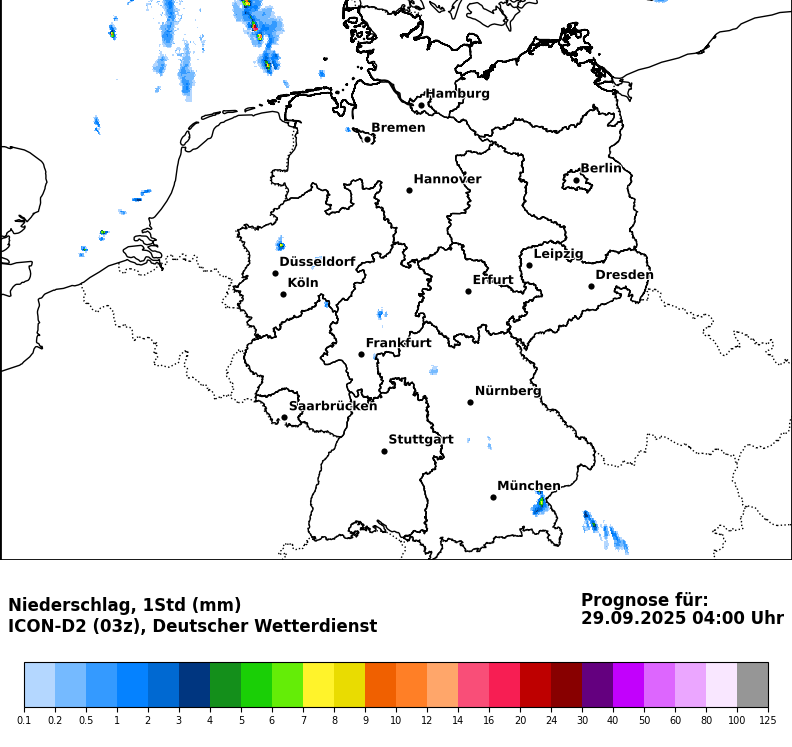 Hamburg
Bremen
Berlin
Hannover
Leipzig
Düsseldorf
Dresden
Köln
Erfurt
Frankfurt
Nürnberg
Saarbrücken
Stuttgart
München
Niederschlag, 1Std (mm)
ICON-D2 (03z), Deutscher Wetterdienst
Prognose für:
29.09.2025 04:00 Uhr
0.1 0.2 0.5 1 2 3 4 5 6 7 8 9 10 12 14 16 20 24 30 40 50 60 80 100 125